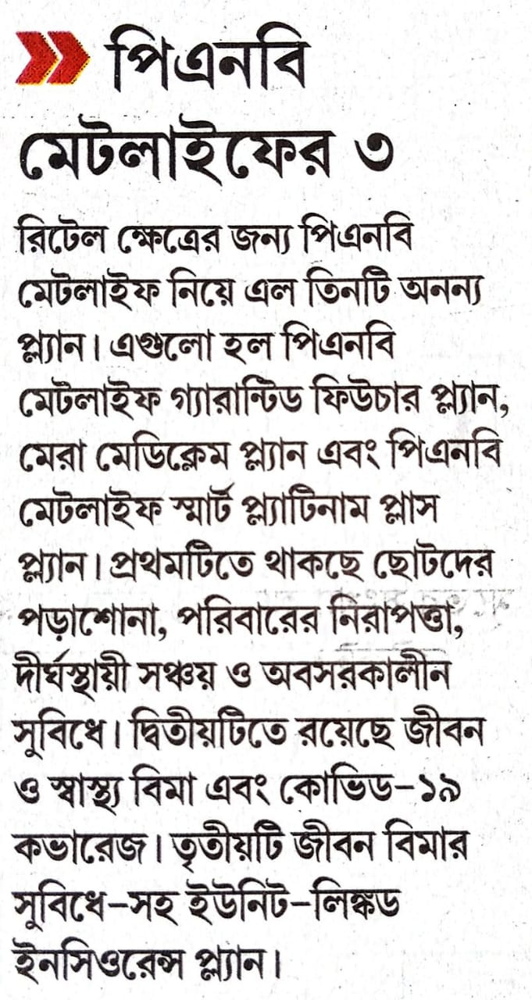 পিএনবি
মেটলাইফের ৩
রিটেল ক্ষেত্রের জন্য পিএনবি
মেটলাইফ নিয়ে এল তিনটি অনন্য
প্ল্যান। এগুলো হল পিএনবি
মেটলাইফ গ্যারান্টিড ফিউচার প্ল্যান,
মেরা মেডিক্লেম প্ল্যান এবং পিএনবি
মেটলাইফ স্মার্ট প্ল্যাটিনাম প্লাস
প্ল্যান। প্রথমটিতে থাকছে ছোটদের
পড়াশোনা, পরিবারের নিরাপত্তা,
দীর্ঘস্থায়ী সঞ্চয় ও অবসরকালীন
সুবিধে। দ্বিতীয়টিতে রয়েছে জীবন
ও স্বাস্থ্য বিমা এবং কোভিড-১৯
কভারেজ। তৃতীয়টি জীবন বিমার
সুবিধে-সহ ইউনিট-লিঙ্কড
ইনসিওরেন্স প্ল্যান।